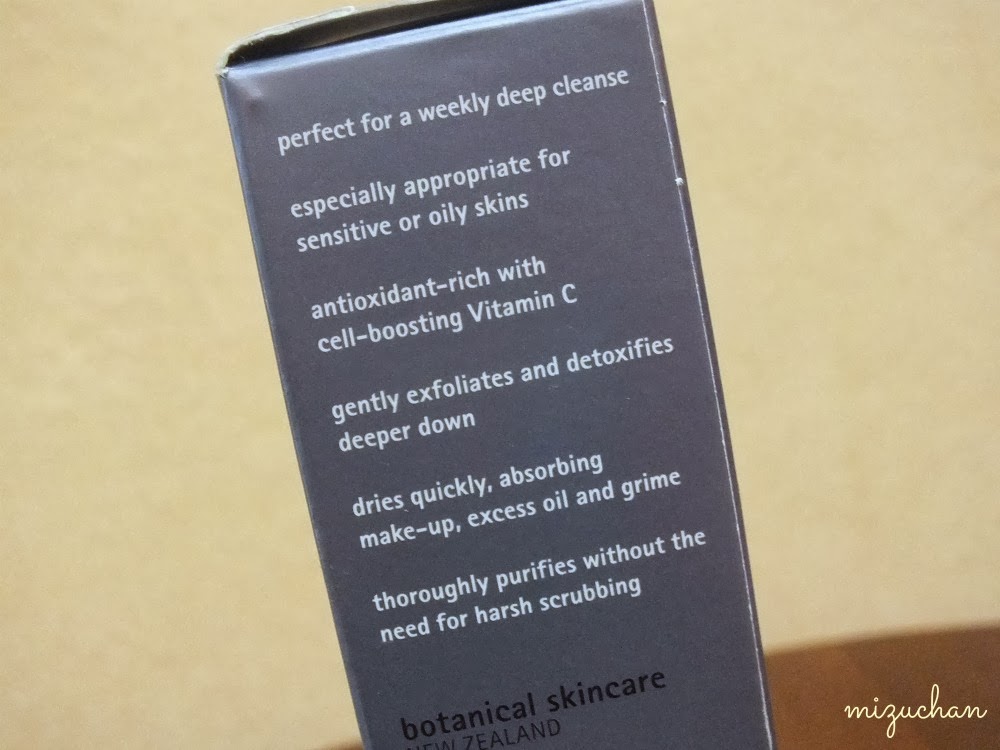 perfect for a weekly deep cleanse
especially appropriate for
sensitive or oily skins
antioxidant-rich with
cell-boosting Vitamin C
gently exfoliates and detoxifies
deeper down
dries quickly, absorbing
make-up, excess oil and grime
thoroughly purifies without the
need for harsh scrubbing
botanical skincare
NEW ZEALAND
mizuchan